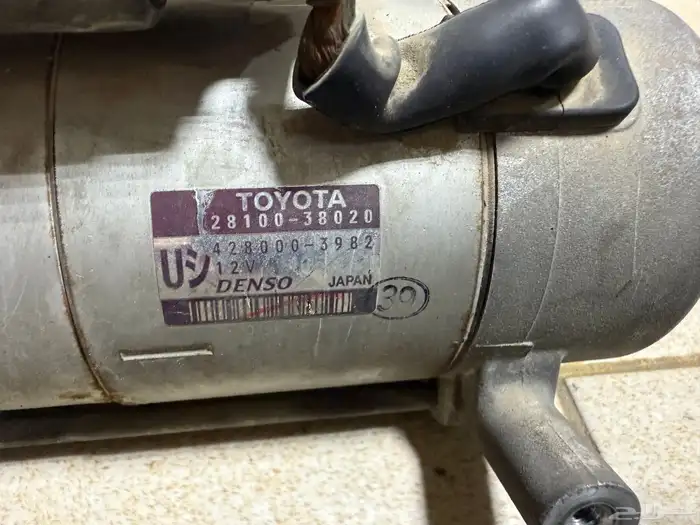 TOYOTA
28100-38020
428000-3982
12V
DENSO JAPAN
39